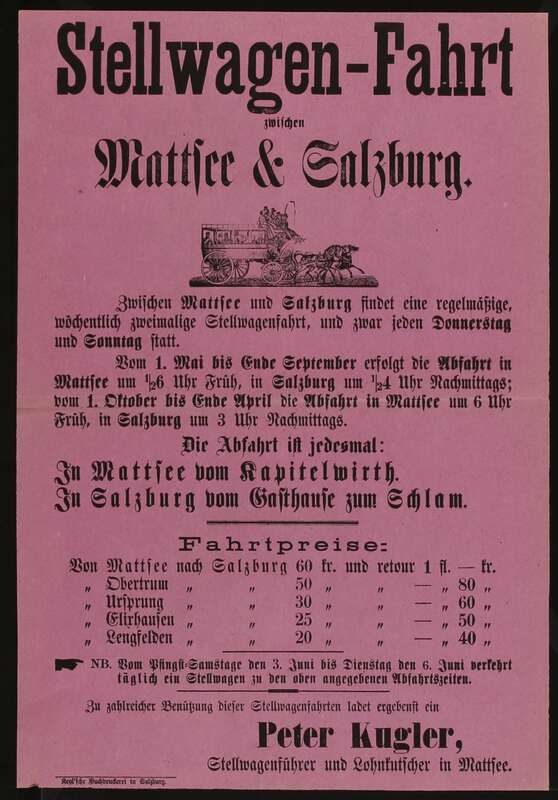 Stellwagen-Fahrt
zwischen
Mattsee & Salzburg.
Zwischen Mattsee und Salzburg findet eine regelmäßige,
wöchentlich zweimalige Stellwagenfahrt, und zwar jeden Donnerstag
und Sonntag statt.
Vom 1. Mai bis Ende September erfolgt die Abfahrt in
Mattsee um ½6 Uhr Früh, in Salzburg um ½4 Uhr Nachmittags;
vom 1. Oktober bis Ende April die Abfahrt in Mattsee um 6 Uhr
Früh, in Salzburg um 3 Uhr Nachmittags.
Die Abfahrt ist jedesmal:
In Mattsee vom Kapitelwirth.
In Salzburg vom Gasthause zum Schlam.
Fahrtpreise:
Von Mattsee nach Salzburg 60 kr. und retour 1 fl. — kr.
„ Obertrum „ „ 50 „ „ — „ 80 „
„ Ursprung „ „ 30 „ „ — „ 60 „
„ Elixhausen „ „ 25 „ „ — „ 50 „
„ Lengfelden „ „ 20 „ „ — „ 40 „
NB. Vom Pfingst-Samstage den 3. Juni bis Dienstag den 6. Juni verkehrt
täglich ein Stellwagen zu den oben angegebenen Abfahrtszeiten.
Zu zahlreicher Benützung dieser Stellwagenfahrten ladet ergebenst ein
Peter Kugler,
Stellwagenführer und Lohnkutscher in Mattsee.
Kegl'sche Buchdruckerei in Salzburg.